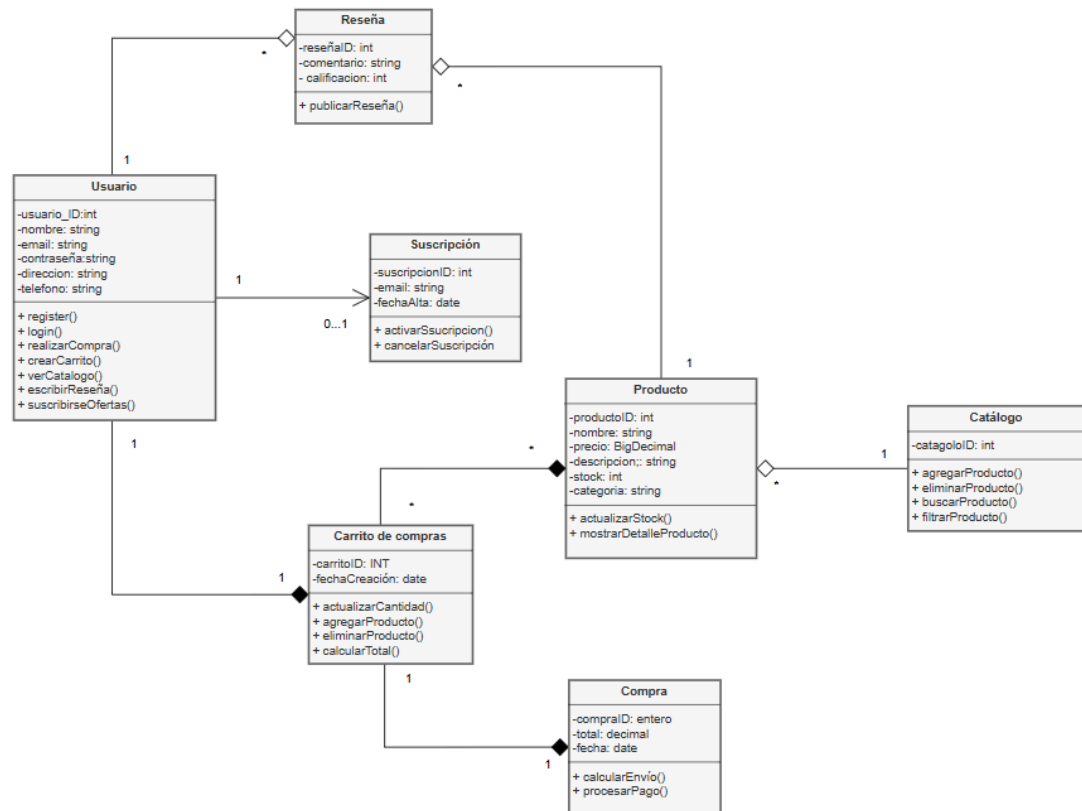 Reseña
-reseñaID: int
-comentario: string
- calificacion: int
+ publicarReseña()
*
*
1
Usuario
-usuario_ID:int
-nombre: string
-email: string
-contraseña:string
-direccion: string
-telefono: string
+ register()
+ login()
+ realizarCompra()
+ crearCarrito()
+ verCatalogo()
+ escribirReseña()
+ suscribirseOfertas()
1
0...1
Suscripción
-suscripcionID: int
-email: string
-fechaAlta: date
+ activarSsucripcion()
+ cancelarSuscripción
1
Producto
-productoID: int
-nombre: string
-precio: BigDecimal
-descripcion;: string
-stock: int
-categoria: string
+ actualizarStock()
+ mostrarDetalleProducto()
*
1
Catálogo
-catagoloID: int
+ agregarProducto()
+ eliminarProducto()
+ buscarProducto()
+ filtrarProducto()
1
*
*
1
Carrito de compras
-carritoID: INT
-fechaCreación: date
+ actualizarCantidad()
+ agregarProducto()
+ eliminarProducto()
+ calcularTotal()
1
1
Compra
-compraID: entero
-total: decimal
-fecha: date
+ calcularEnvío()
+ procesarPago()